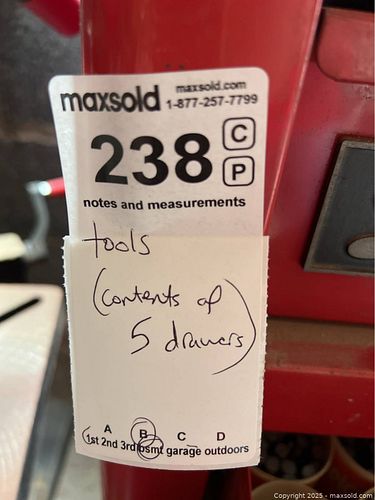 maxsold
maxsold.com
1-877-257-7799
238
C
P
notes and measurements
tools
(contents of
5 drawers)
A B C D
1st 2nd 3rd bsmt garage outdoors
Copyright 2025 - maxsold.com